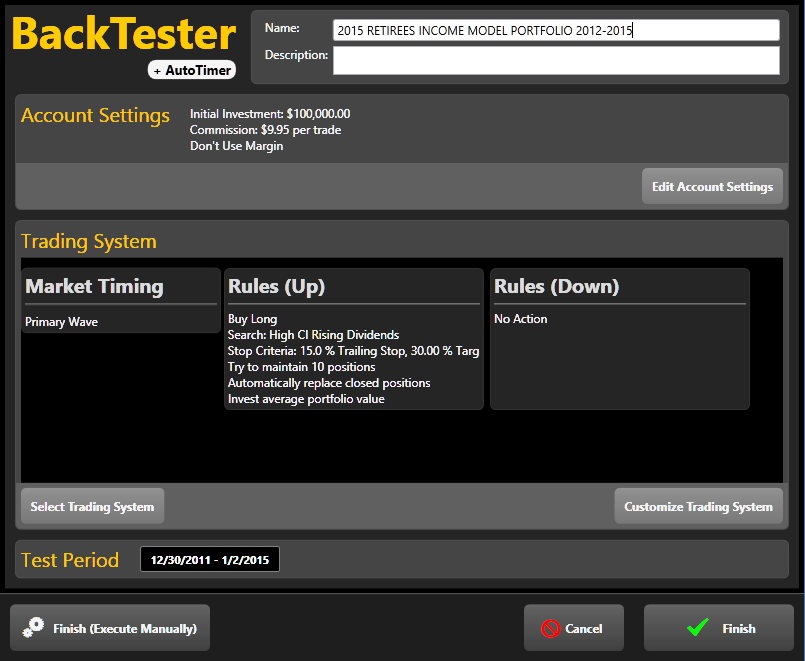 BackTester
+ AutoTimer
Name:
2015 RETIREES INCOME MODEL PORTFOLIO 2012-2015
Description:
Account Settings
Initial Investment: $100,000.00
Commission: $9.95 per trade
Don't Use Margin
Edit Account Settings
Trading System
Market Timing
Primary Wave
Rules (Up)
Buy Long
Search: High CI Rising Dividends
Stop Criteria: 15.0 % Trailing Stop, 30.00 % Targ
Try to maintain 10 positions
Automatically replace closed positions
Invest average portfolio value
Rules (Down)
No Action
Select Trading System
Customize Trading System
Test Period
12/30/2011 - 1/2/2015
Finish (Execute Manually)
Cancel
Finish